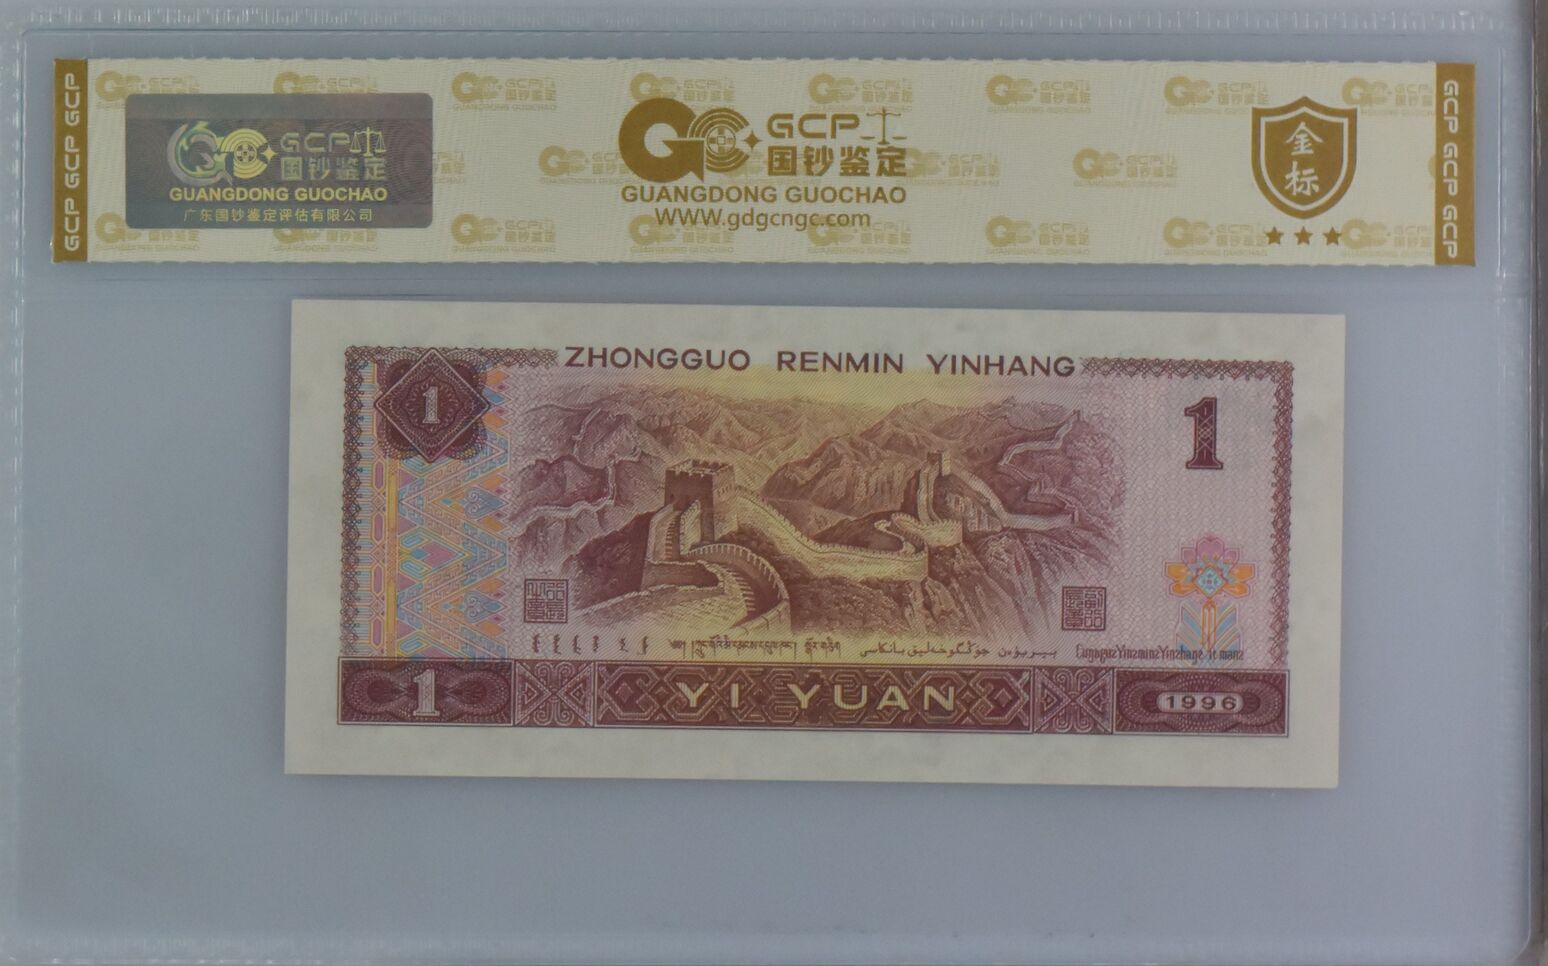 GCP GCP GCP
GCP
国钞鉴定
GUANGDONG GUOCHAO
广东国钞鉴定评估有限公司
GCP
国钞鉴定
GUANGDONG GUOCHAO
WWW.gdgcngc.com
金标
GCP GCP GCP
ZHONGGUO RENMIN YINHANG
1
1
1
YI YUAN
1996